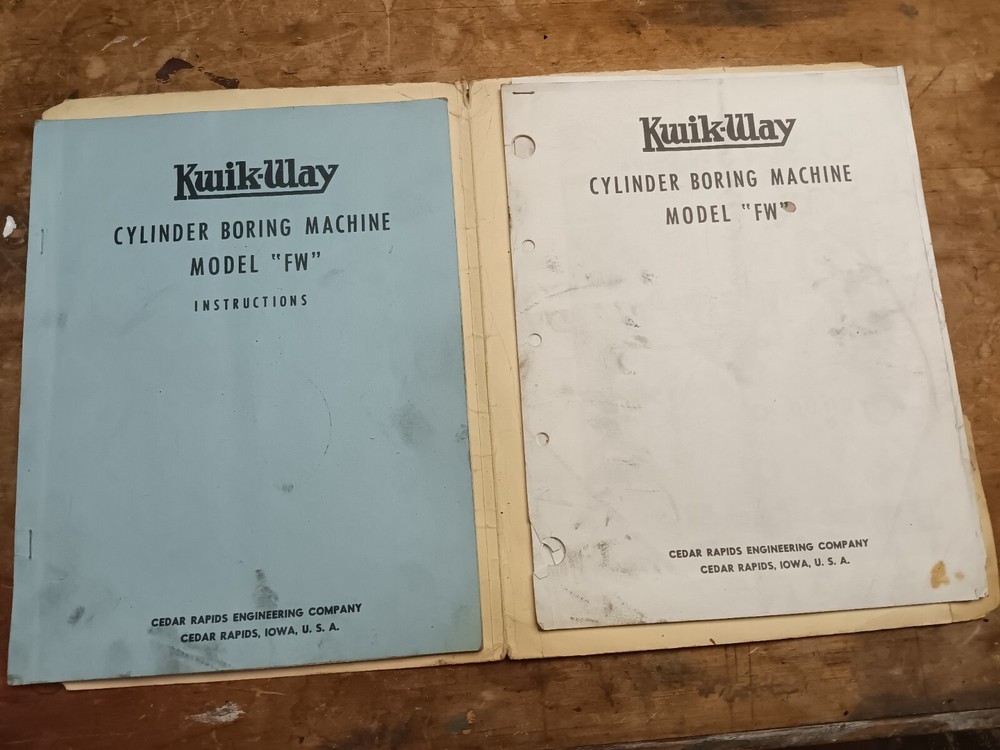 Kwik-Way
CYLINDER BORING MACHINE
MODEL "FW"
INSTRUCTIONS
CEDAR RAPIDS ENGINEERING COMPANY
CEDAR RAPIDS, IOWA, U. S. A.
Kwik-Way
CYLINDER BORING MACHINE
MODEL "FW"
CEDAR RAPIDS ENGINEERING COMPANY
CEDAR RAPIDS, IOWA, U. S. A.